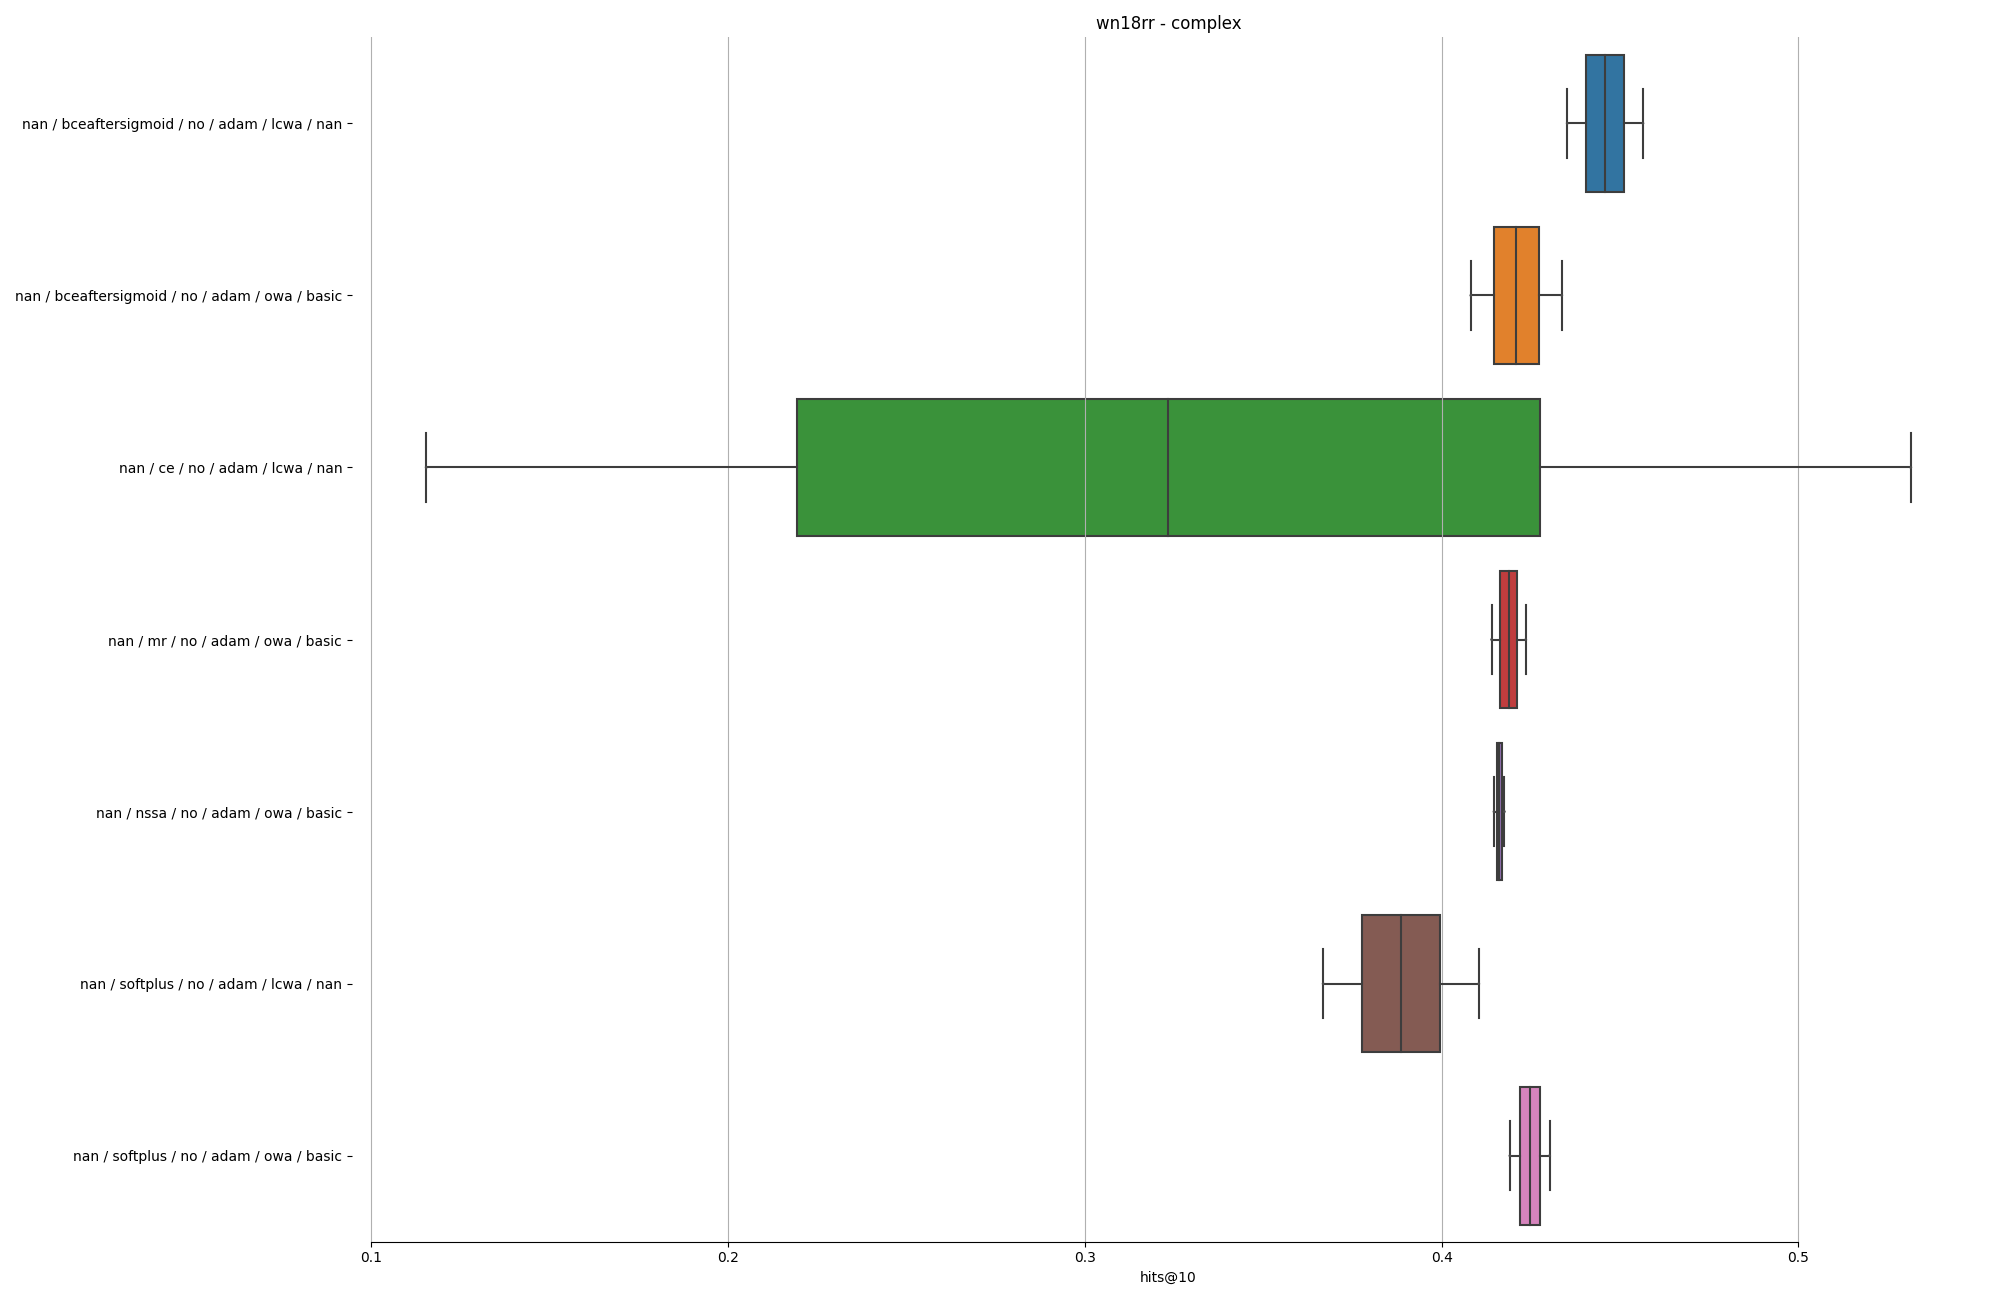 wn18rr - complex
nan / bceaftersigmoid / no / adam / lcwa / nan
nan / bceaftersigmoid / no / adam / owa / basic
nan / ce / no / adam / lcwa / nan
nan / mr / no / adam / owa / basic
nan / nssa / no / adam / owa / basic
nan / softplus / no / adam / lcwa / nan
nan / softplus / no / adam / owa / basic
0.1 0.2 0.3 0.4 0.5
hits@10